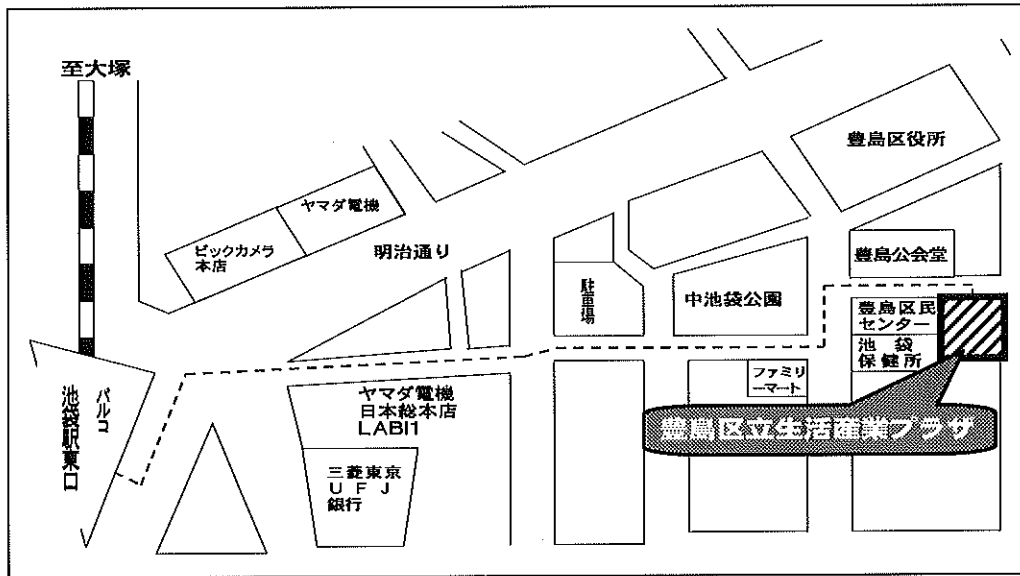 至大塚
豊島区役所
ヤマダ電機
ビックカメラ
本店
明治通り
豊島公会堂
駐車場
中池袋公園
豊島区民
センター
池袋
保健所
ファミリ
ーマート
パルコ
池袋駅東口
ヤマダ電機
日本総本店
LABI1
豊島区立生活産業プラザ
三菱東京
UFJ
銀行